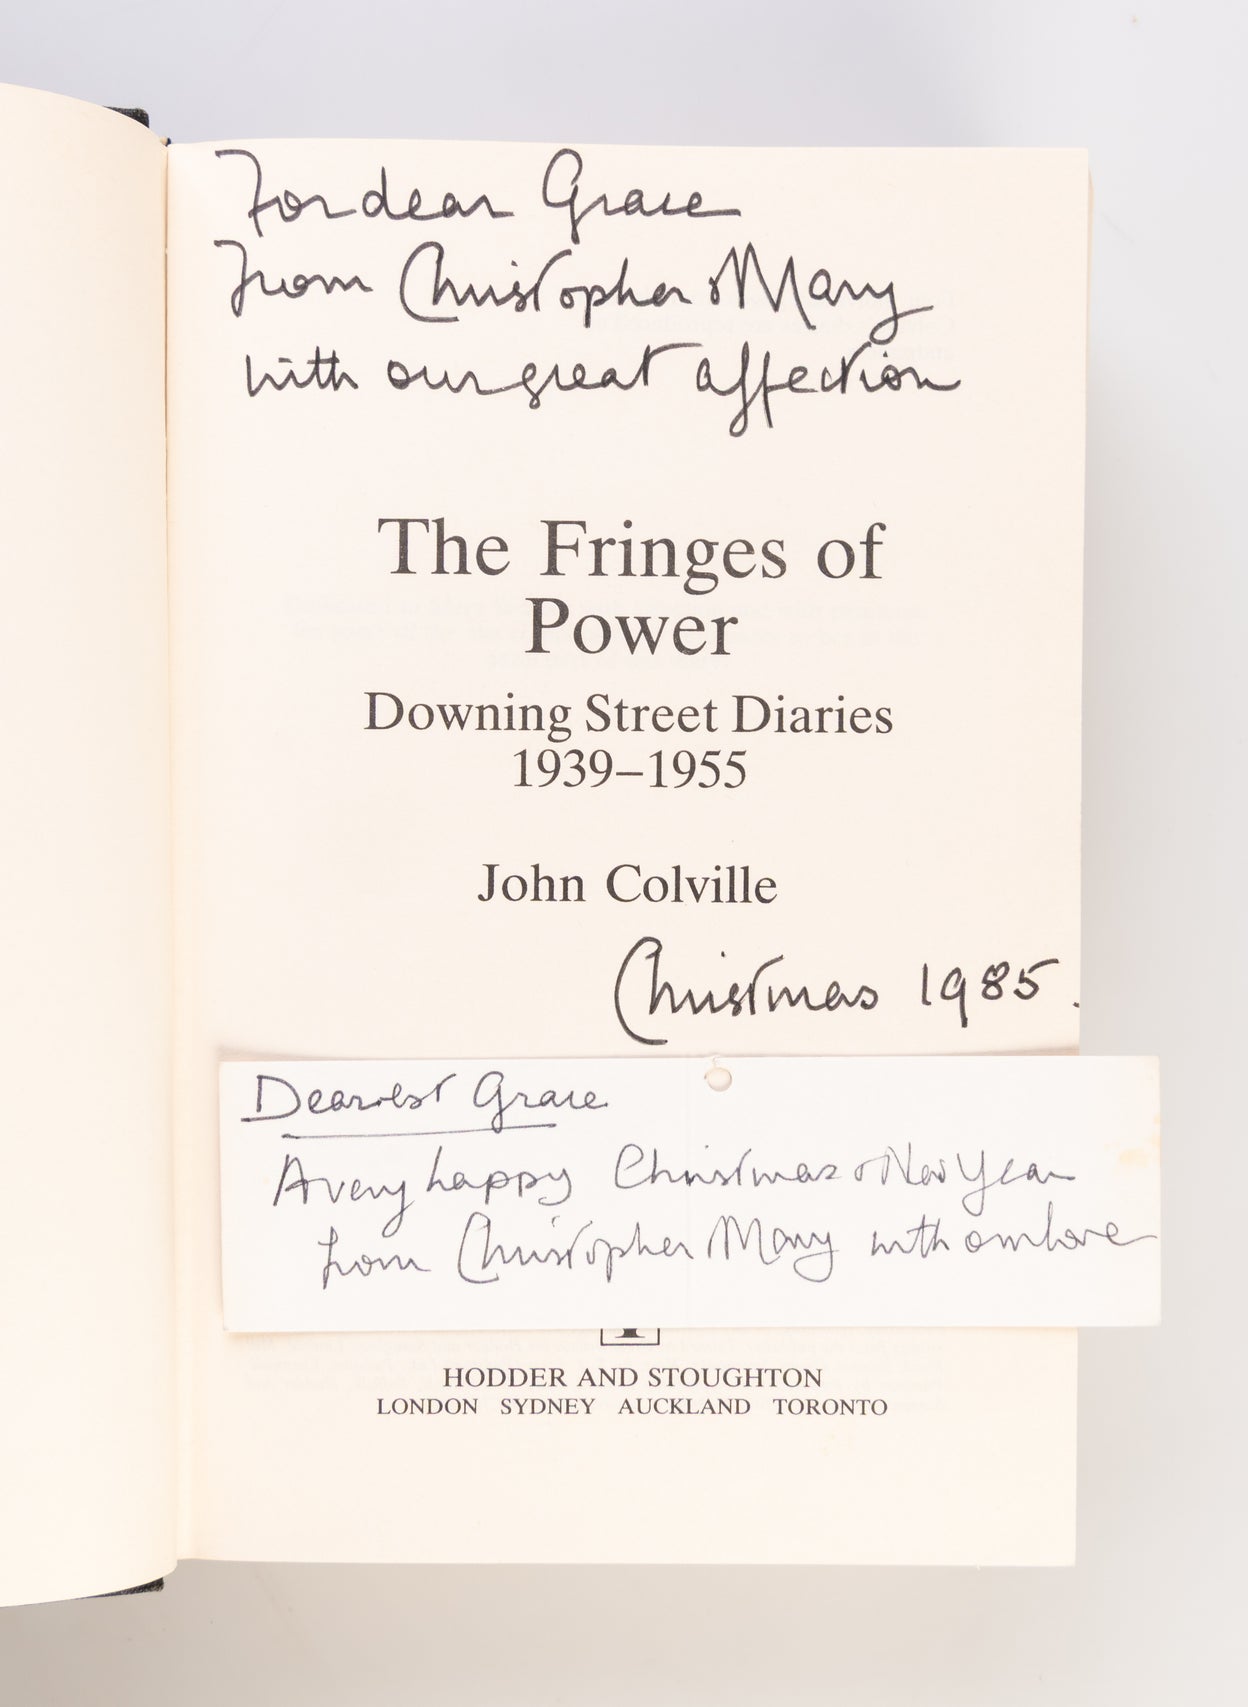 For dear Grace
from Christopher & Mary
with our great affection
The Fringes of
Power
Downing Street Diaries
1939–1955
John Colville
Christmas 1985.
Dearest Grace
A very happy Christmas & New Year
from Christopher & Mary with our love
HODDER AND STOUGHTON
LONDON SYDNEY AUCKLAND TORONTO